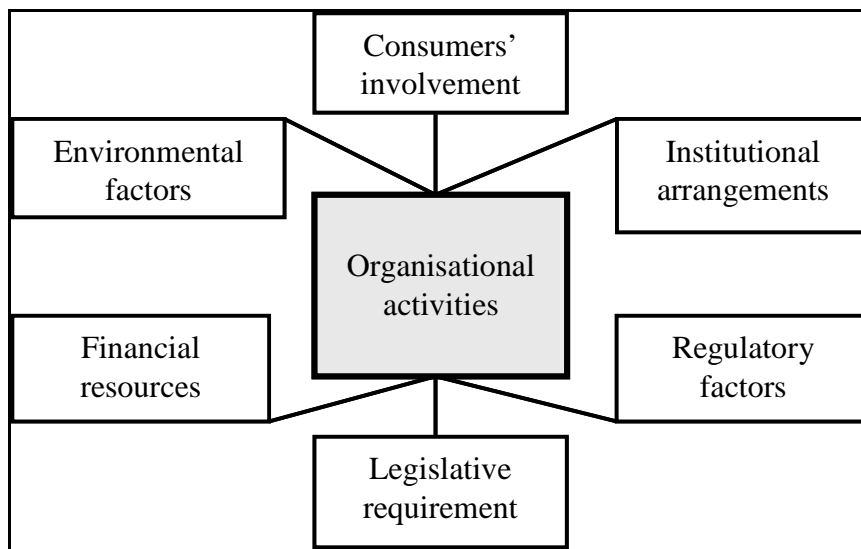 Consumers’
involvement
Environmental
factors
Institutional
arrangements
Organisational
activities
Financial
resources
Regulatory
factors
Legislative
requirement